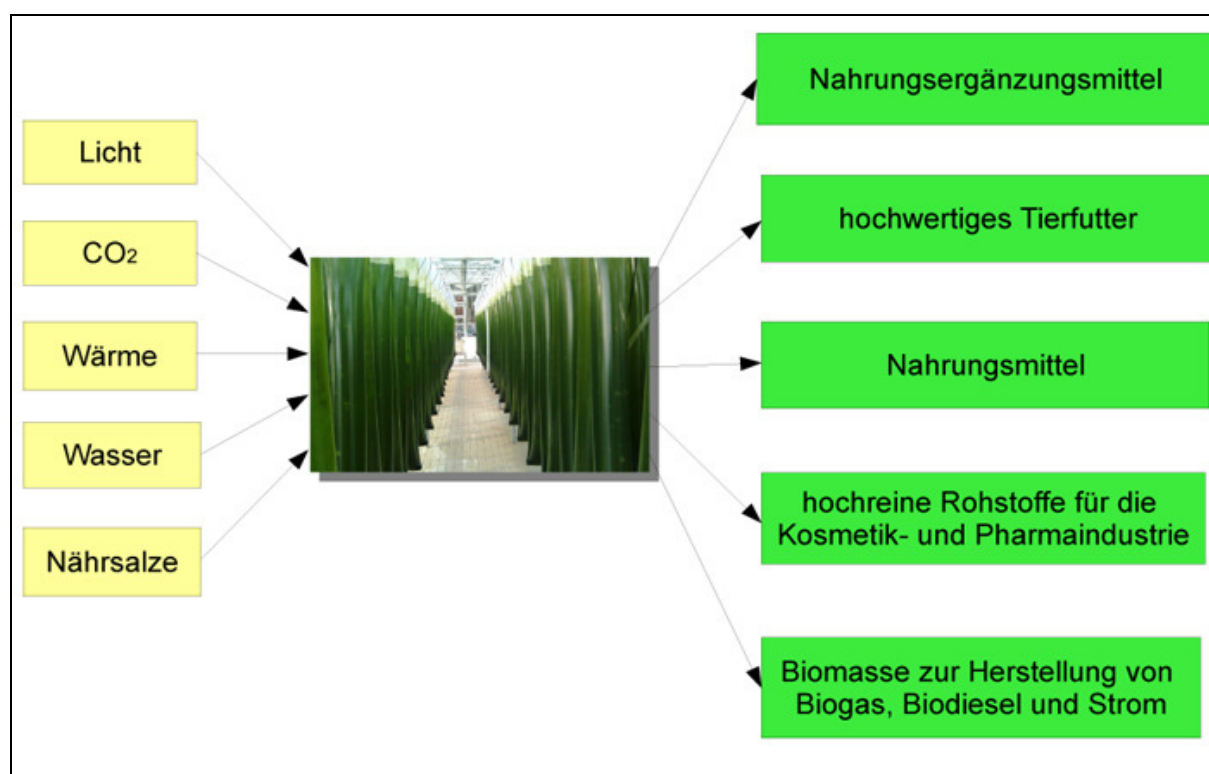 Licht
CO₂
Wärme
Wasser
Nährsalze
Nahrungsergänzungsmittel
hochwertiges Tierfutter
Nahrungsmittel
hochreine Rohstoffe für die
Kosmetik- und Pharmaindustrie
Biomasse zur Herstellung von
Biogas, Biodiesel und Strom